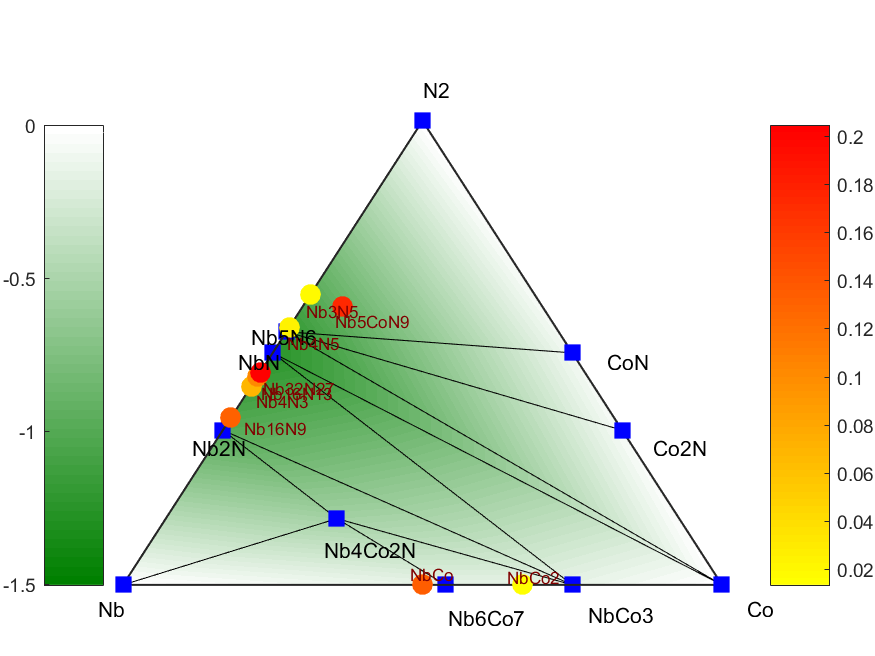 N2
0
-0.5
-1
-1.5
0.2
0.18
0.16
0.14
0.12
0.1
0.08
0.06
0.04
0.02
Nb3N5
Nb5CoN9
Nb5N6
Nb4N5
NbN
CoN
Nb32N27
Nb16N13
Nb4N3
Nb16N9
Nb2N
Co2N
Nb4Co2N
NbCo
NbCo2
Nb
Nb6Co7
NbCo3
Co